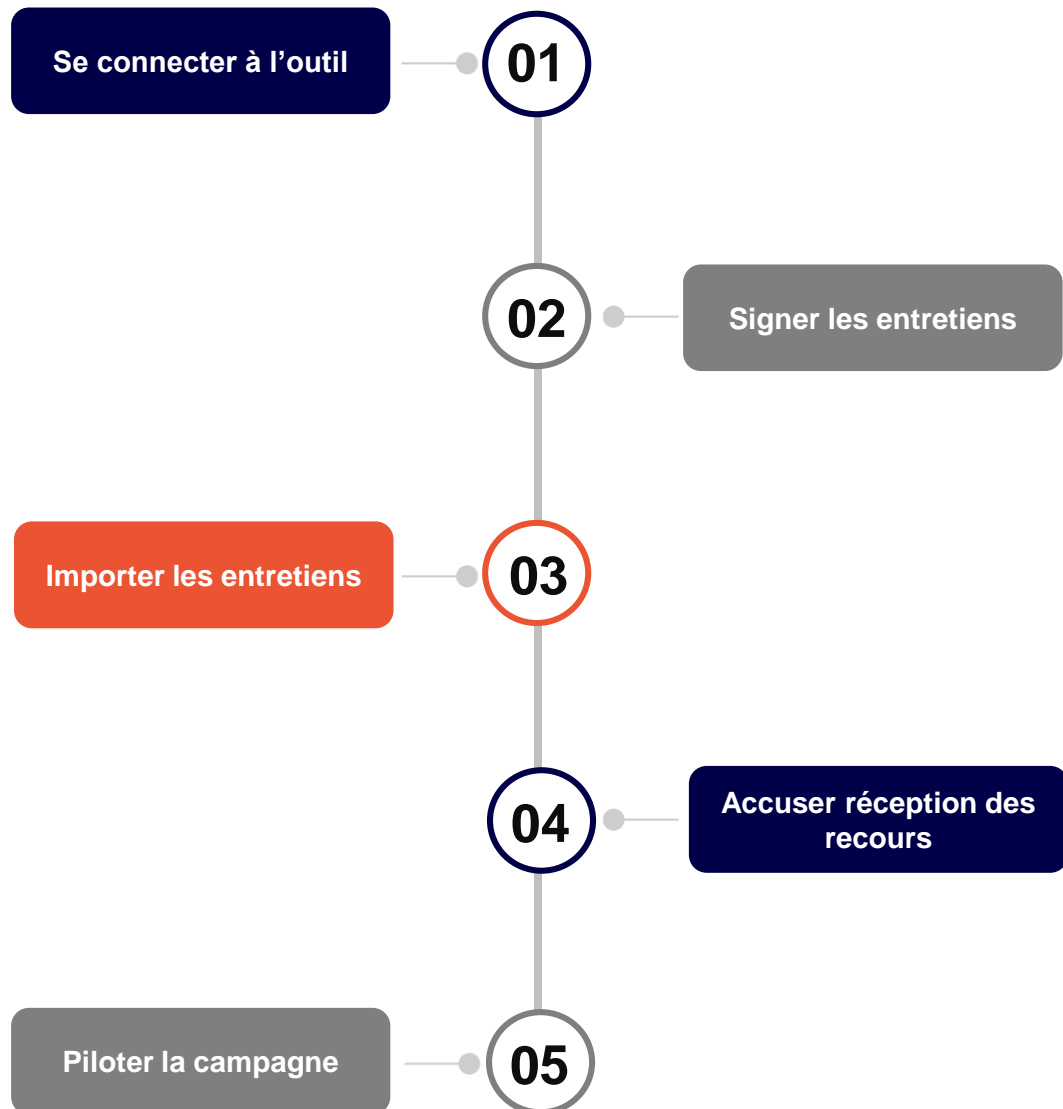 Se connecter à l’outil
01
02
Signer les entretiens
Importer les entretiens
03
04
Accuser réception des
recours
Piloter la campagne
05